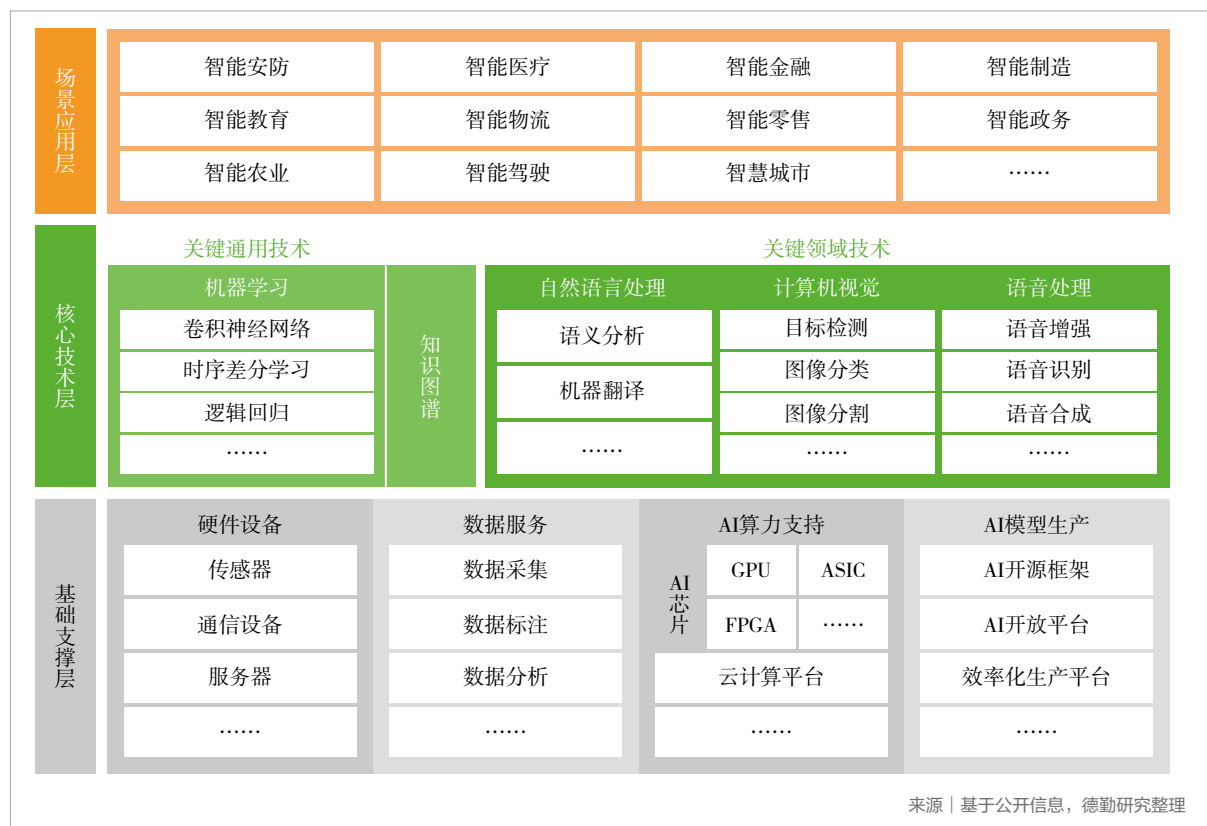 场景应用层
智能安防 智能医疗 智能金融 智能制造
智能教育 智能物流 智能零售 智能政务
智能农业 智能驾驶 智慧城市 ……
核心技术层
关键通用技术
机器学习
卷积神经网络
时序差分学习
逻辑回归
……
知识图谱
关键领域技术
自然语言处理
语义分析
机器翻译
……
计算机视觉
目标检测
图像分类
图像分割
……
语音处理
语音增强
语音识别
语音合成
……
基础支撑层
硬件设备
传感器
通信设备
服务器
……
数据服务
数据采集
数据标注
数据分析
……
AI算力支持
AI芯片
GPU ASIC
FPGA ……
云计算平台
……
AI模型生产
AI开源框架
AI开放平台
效率化生产平台
……
来源｜基于公开信息，德勤研究整理